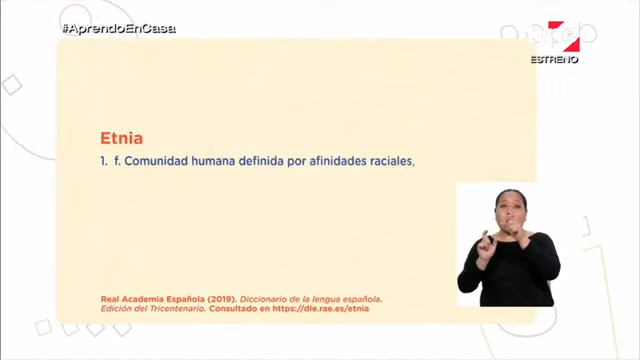 #AprendoEnCasa
ESTRENO
Etnia
1. f. Comunidad humana definida por afinidades raciales,
Real Academia Española (2019). Diccionario de la lengua española.
Edición del Tricentenario. Consultado en https://dle.rae.es/etnia